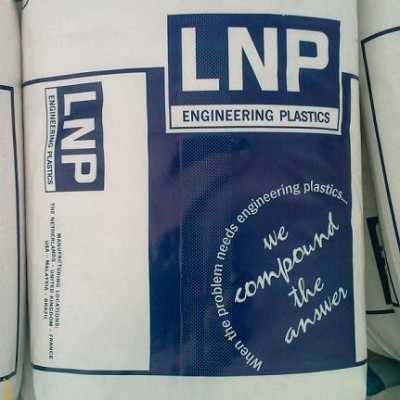 LNP
ENGINEERING PLASTICS
LNP
ENGINEERING PLASTICS
When the problem needs engineering plastics...
we
compound
the
answer
MANUFACTURING LOCATIONS:
THE NETHERLANDS - UNITED KINGDOM - FRANCE
USA - MALAYSIA - BRAZIL